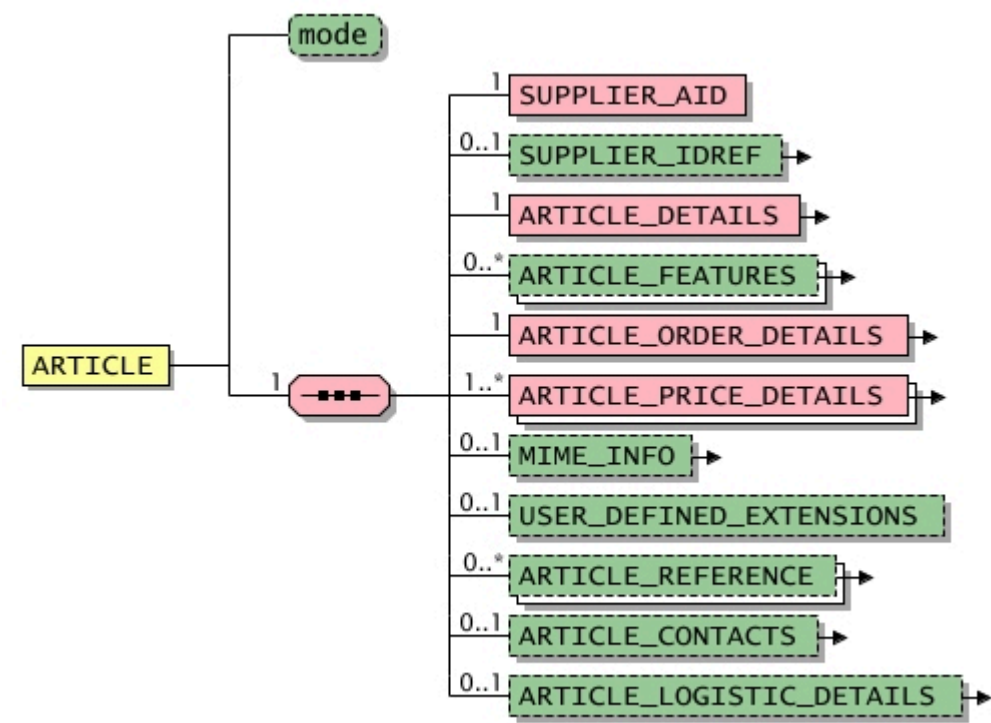 mode
1 SUPPLIER_AID
0..1 SUPPLIER_IDREF
1 ARTICLE_DETAILS
0..* ARTICLE_FEATURES
1 ARTICLE_ORDER_DETAILS
ARTICLE
1
1..* ARTICLE_PRICE_DETAILS
0..1 MIME_INFO
0..1 USER_DEFINED_EXTENSIONS
0..* ARTICLE_REFERENCE
0..1 ARTICLE_CONTACTS
0..1 ARTICLE_LOGISTIC_DETAILS